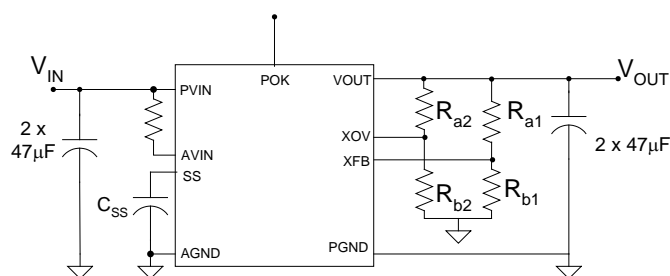 V_IN
POK
VOUT
V_OUT
PVIN
R_a2
R_a1
2 x
47μF
XOV
2 x 47μF
AVIN
XFB
SS
R_b2
R_b1
C_SS
AGND
PGND